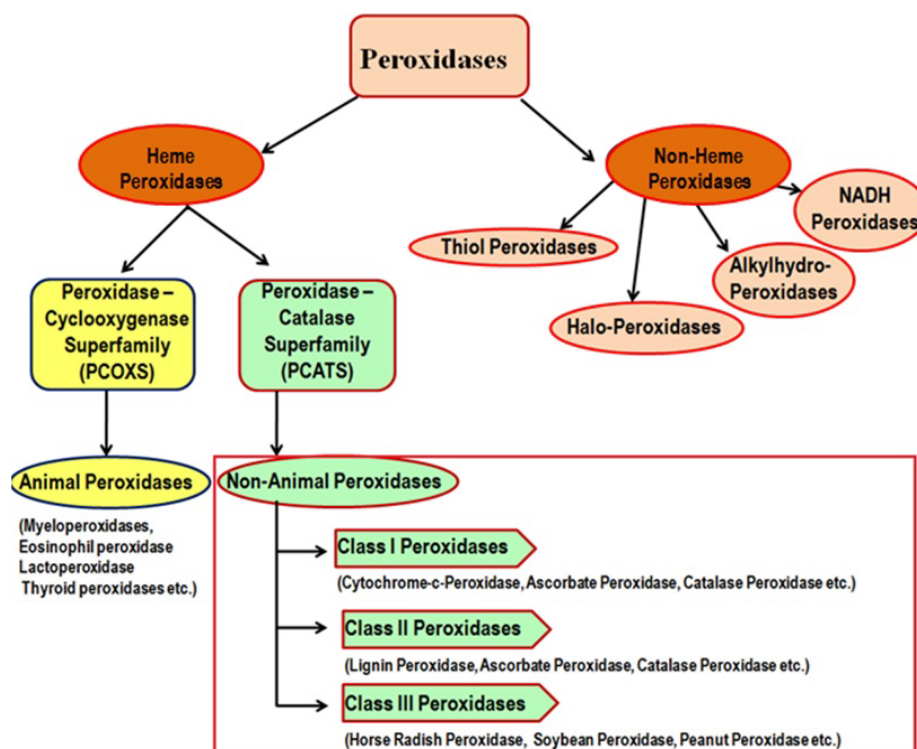 Peroxidases
Heme
Peroxidases
Non-Heme
Peroxidases
NADH
Peroxidases
Thiol Peroxidases
Alkylhydro-
Peroxidases
Halo-Peroxidases
Peroxidase –
Cyclooxygenase
Superfamily
(PCOXS)
Peroxidase –
Catalase
Superfamily
(PCATS)
Animal Peroxidases
(Myeloperoxidases,
Eosinophil peroxidase
Lactoperoxidase
Thyroid peroxidases etc.)
Non-Animal Peroxidases
Class I Peroxidases
(Cytochrome-c-Peroxidase, Ascorbate Peroxidase, Catalase Peroxidase etc.)
Class II Peroxidases
(Lignin Peroxidase, Ascorbate Peroxidase, Catalase Peroxidase etc.)
Class III Peroxidases
(Horse Radish Peroxidase, Soybean Peroxidase, Peanut Peroxidase etc.)